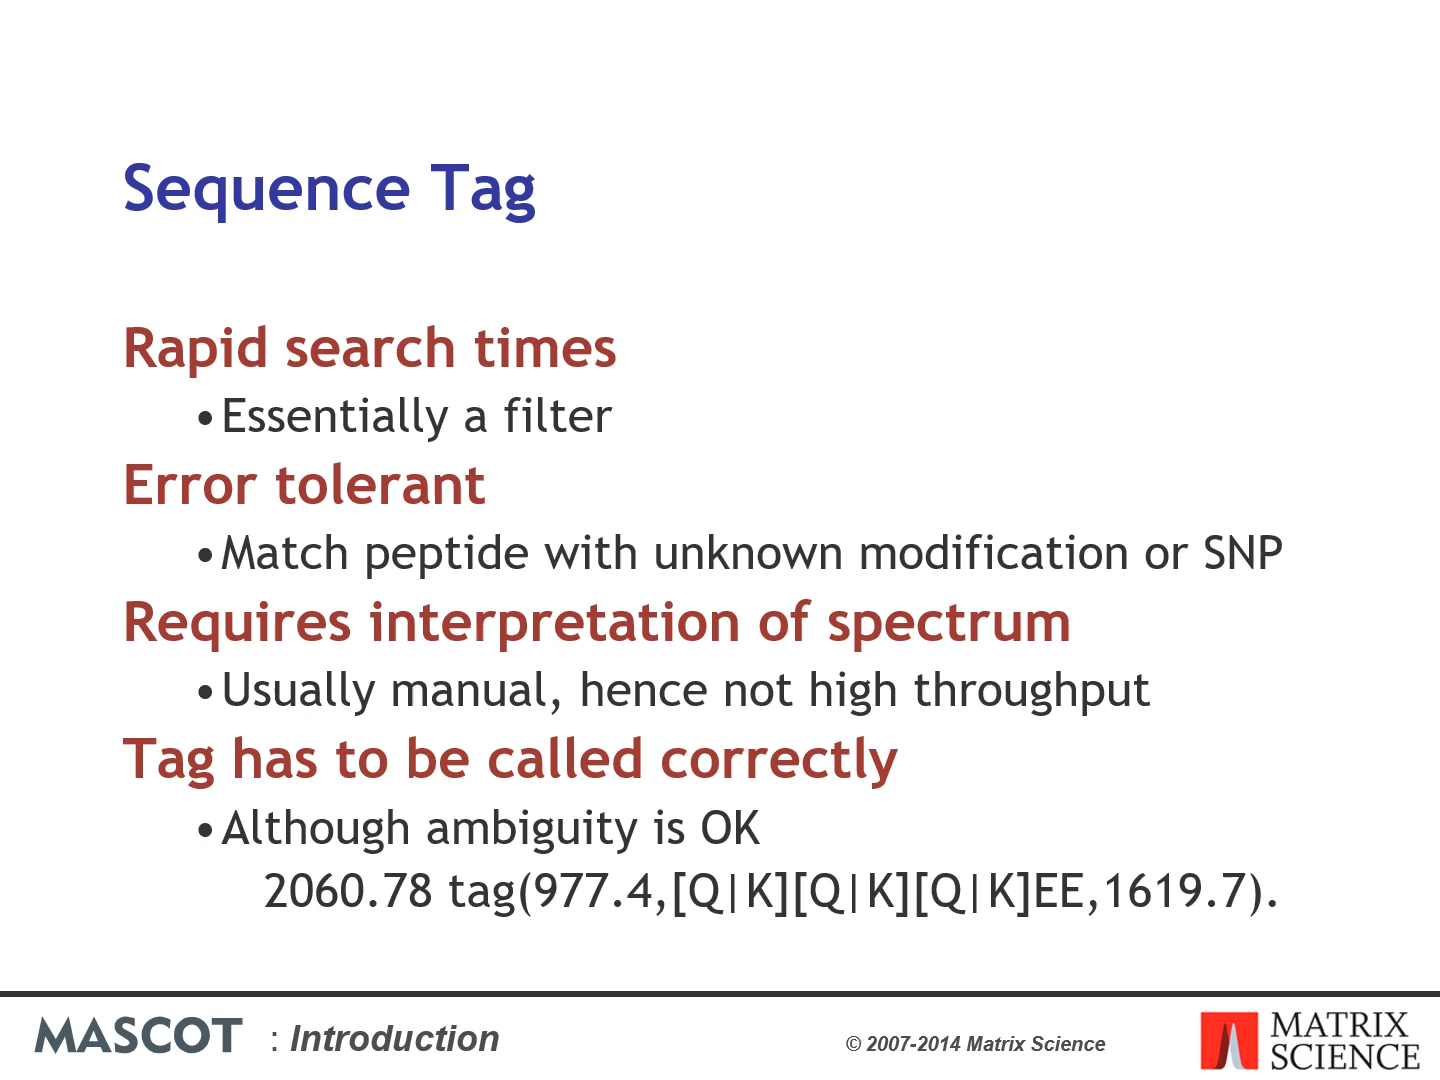 Sequence Tag
Rapid search times
•Essentially a filter
Error tolerant
•Match peptide with unknown modification or SNP
Requires interpretation of spectrum
•Usually manual, hence not high throughput
Tag has to be called correctly
•Although ambiguity is OK
2060.78 tag(977.4,[Q|K][Q|K][Q|K]EE,1619.7).
MASCOT : Introduction
© 2007-2014 Matrix Science
MATRIX
SCIENCE